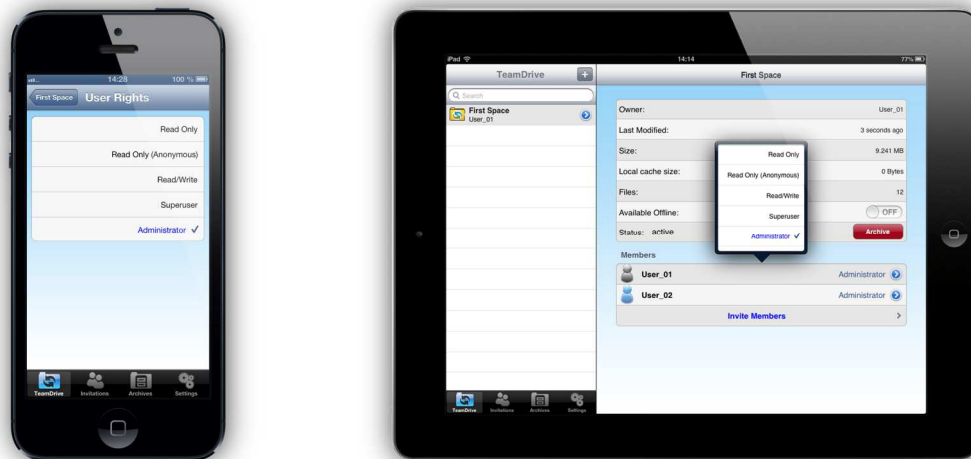 14:28 100 %
First Space User Rights
Read Only
Read Only (Anonymous)
Read/Write
Superuser
Administrator
TeamDrive Invitations Archives Settings
iPad 14:14 77%
TeamDrive +
First Space
Search
First Space
User_01
Owner: User_01
Last Modified: 3 seconds ago
Size: 9.241 MB
Local cache size: 0 Bytes
Files: 12
Available Offline: OFF
Status: active Archive
Read Only
Read Only (Anonymous)
Read/Write
Superuser
Administrator
Members
User_01 Administrator
User_02 Administrator
Invite Members
TeamDrive Invitations Archives Settings